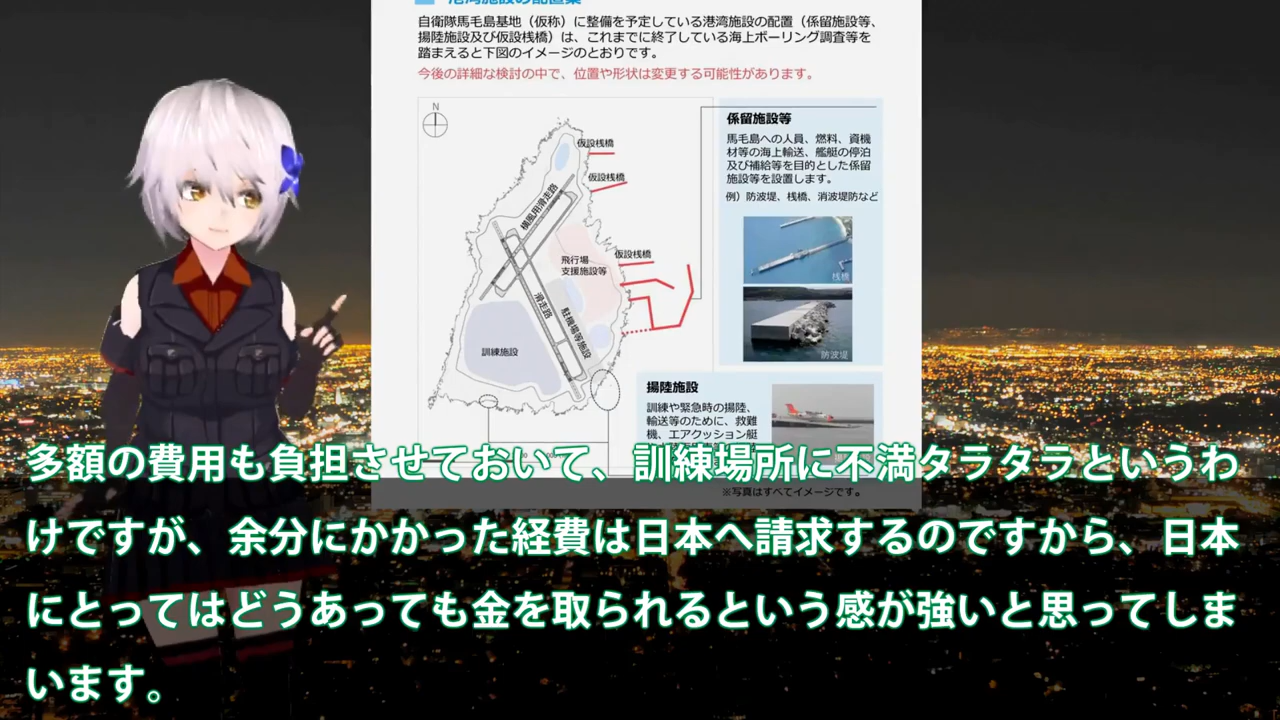 港湾施設の配置案
自衛隊馬毛島基地（仮称）に整備を予定している港湾施設の配置（係留施設等、
揚陸施設及び仮設桟橋）は、これまでに終了している海上ボーリング調査等を
踏まえると下図のイメージのとおりです。
今後の詳細な検討の中で、位置や形状は変更する可能性があります。
N
仮設桟橋
仮設桟橋
横風用滑走路
仮設桟橋
飛行場
支援施設等
滑走路
駐機場等施設
訓練施設
係留施設等
馬毛島への人員、燃料、資機
材等の海上輸送、艦艇の停泊
及び補給等を目的とした係留
施設等を設置します。
例）防波堤、桟橋、消波堤防など
桟橋
防波堤
揚陸施設
訓練や緊急時の揚陸、
輸送等のために、救難
機、エアクッション艇
※写真はすべてイメージです。
多額の費用も負担させておいて、訓練場所に不満タラタラというわ
けですが、余分にかかった経費は日本へ請求するのですから、日本
にとってはどうあっても金を取られるという感が強いと思ってしま
います。